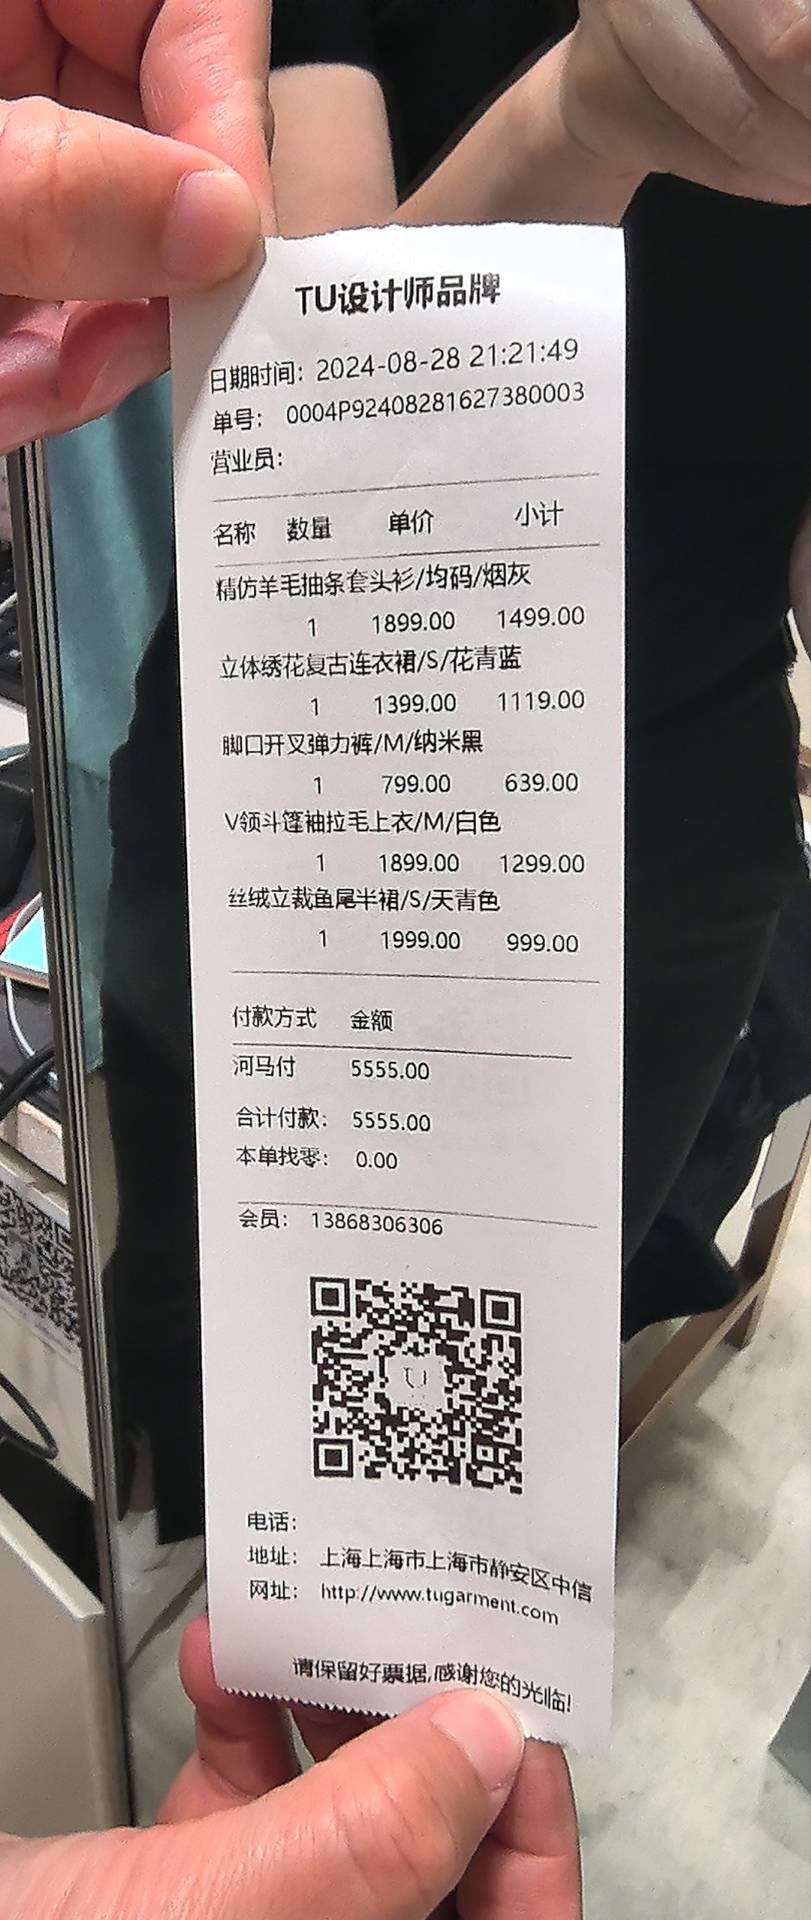 TU设计师品牌
日期时间: 2024-08-28 21:21:49
单号: 0004P92408281627380003
营业员:
名称 数量 单价 小计
精仿羊毛抽条套头衫/均码/烟灰
1 1899.00 1499.00
立体绣花复古连衣裙/S/花青蓝
1 1399.00 1119.00
脚口开叉弹力裤/M/纳米黑
1 799.00 639.00
V领斗篷袖拉毛上衣/M/白色
1 1899.00 1299.00
丝绒立裁鱼尾半裙/S/天青色
1 1999.00 999.00
付款方式 金额
河马付 5555.00
合计付款: 5555.00
本单找零: 0.00
会员: 13868306306
U
电话:
地址: 上海上海市上海市静安区中信
网址: http://www.tugarment.com
请保留好票据,感谢您的光临!